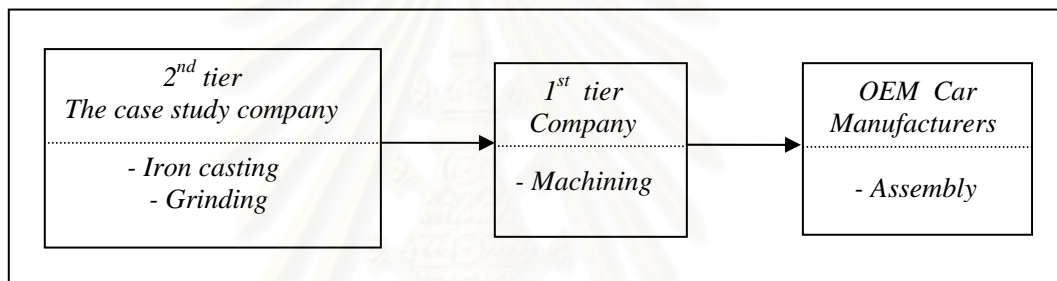 2nd tier
The case study company
- Iron casting
- Grinding
1st tier
Company
- Machining
OEM Car
Manufacturers
- Assembly